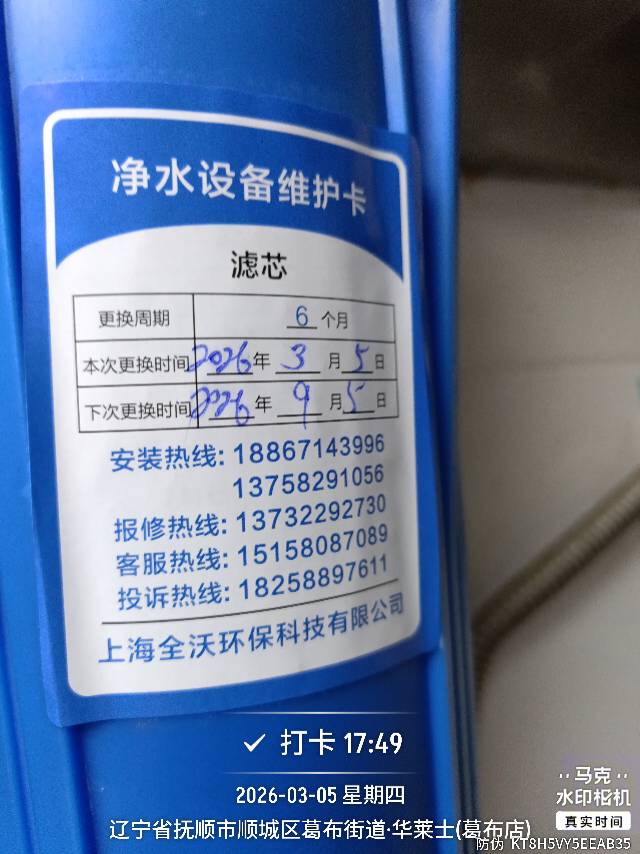 净水设备维护卡
滤芯
更换周期 6 个月
本次更换时间 2026 年 3 月 5 日
下次更换时间 2026 年 9 月 5 日
安装热线: 18867143996
13758291056
报修热线: 13732292730
客服热线: 15158087089
投诉热线: 18258897611
上海全沃环保科技有限公司
✓ 打卡 17:49
2026-03-05 星期四
辽宁省抚顺市顺城区葛布街道·华莱士(葛布店)
马克
水印相机
真实时间
防伪 KT8H5VY5EEAB35